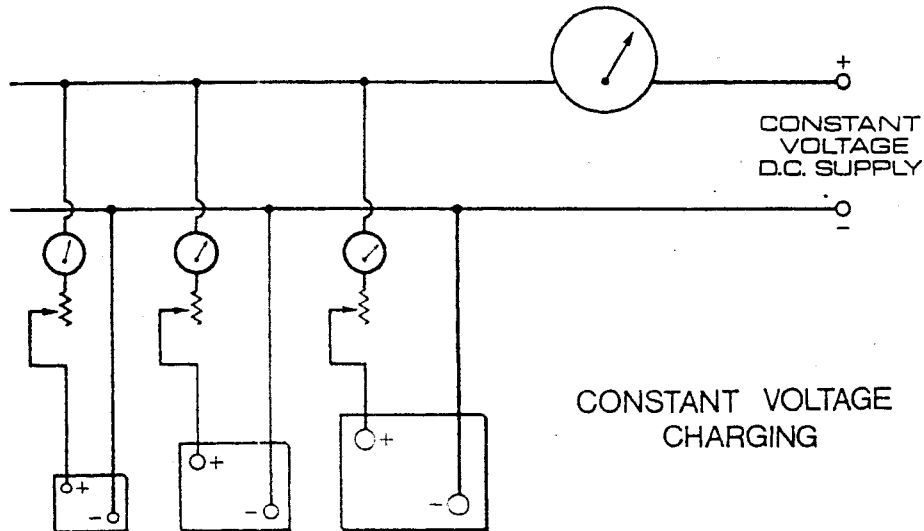 +
CONSTANT
VOLTAGE
D.C. SUPPLY
-
+
-
+
-
+
-
CONSTANT VOLTAGE
CHARGING